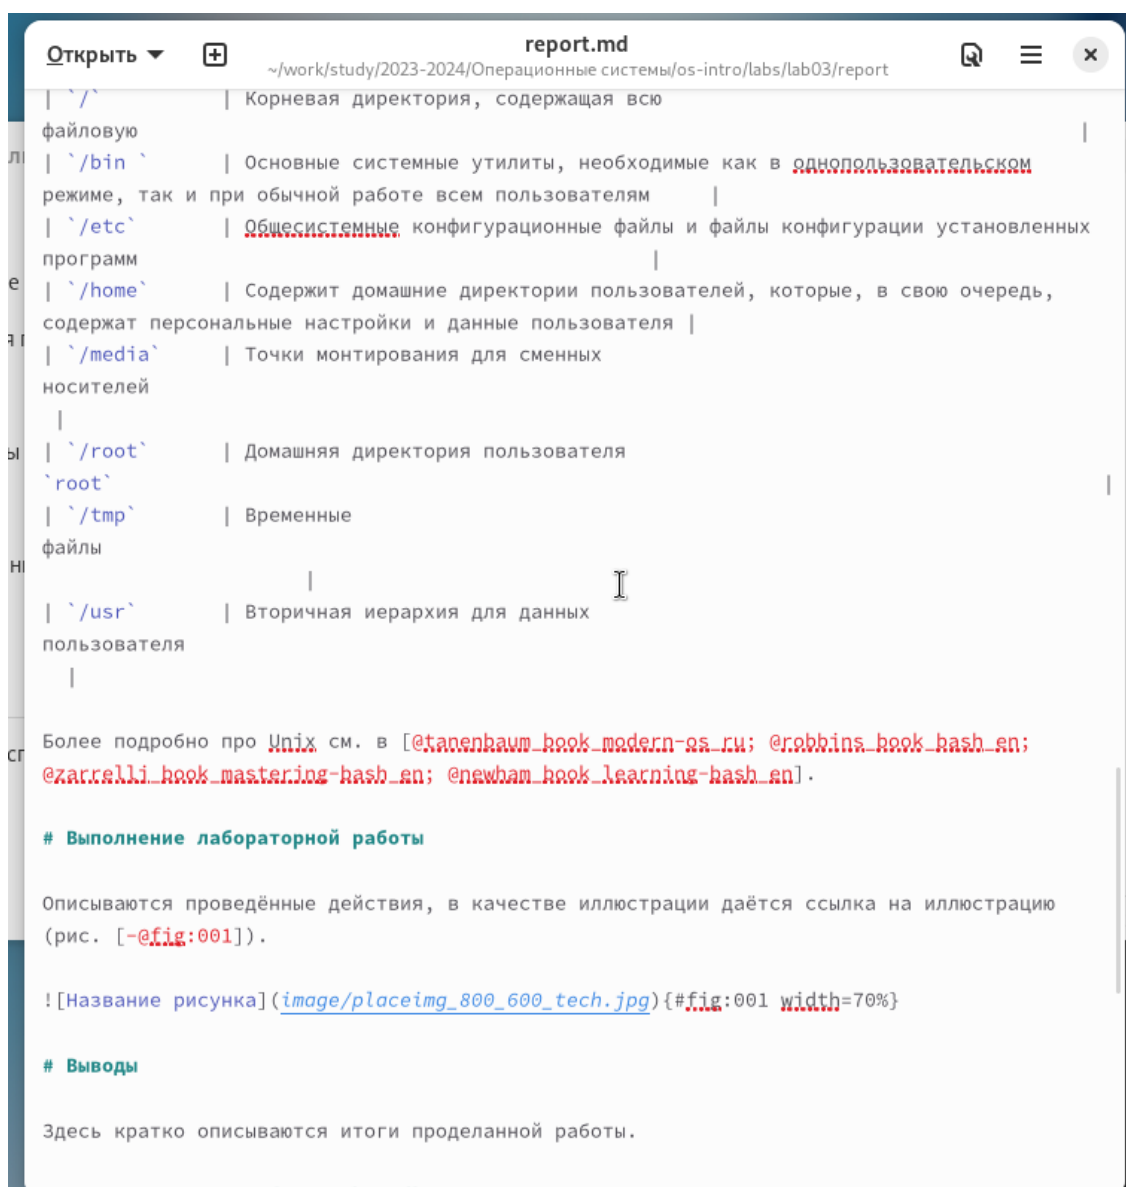 Открыть
report.md
~/work/study/2023-2024/Операционные системы/os-intro/labs/lab03/report
| `/` | Корневая директория, содержащая всю
файловую |
| `/bin ` | Основные системные утилиты, необходимые как в однопользовательском
режиме, так и при обычной работе всем пользователям |
| `/etc` | Общесистемные конфигурационные файлы и файлы конфигурации установленных
программ |
| `/home` | Содержит домашние директории пользователей, которые, в свою очередь,
содержат персональные настройки и данные пользователя |
| `/media` | Точки монтирования для сменных
носителей
|
| `/root` | Домашняя директория пользователя
`root` |
| `/tmp` | Временные
файлы
|
| `/usr` | Вторичная иерархия для данных
пользователя
|
Более подробно про Unix см. в [@tanenbaum_book_modern-os_ru; @robbins_book_bash_en;
@zarrelli_book_mastering-bash_en; @newham_book_learning-bash_en].
# Выполнение лабораторной работы
Описываются проведённые действия, в качестве иллюстрации даётся ссылка на иллюстрацию
(рис. [-@fig:001]).
![Название рисунка](image/placeimg_800_600_tech.jpg){#fig:001 width=70%}
# Выводы
Здесь кратко описываются итоги проделанной работы.